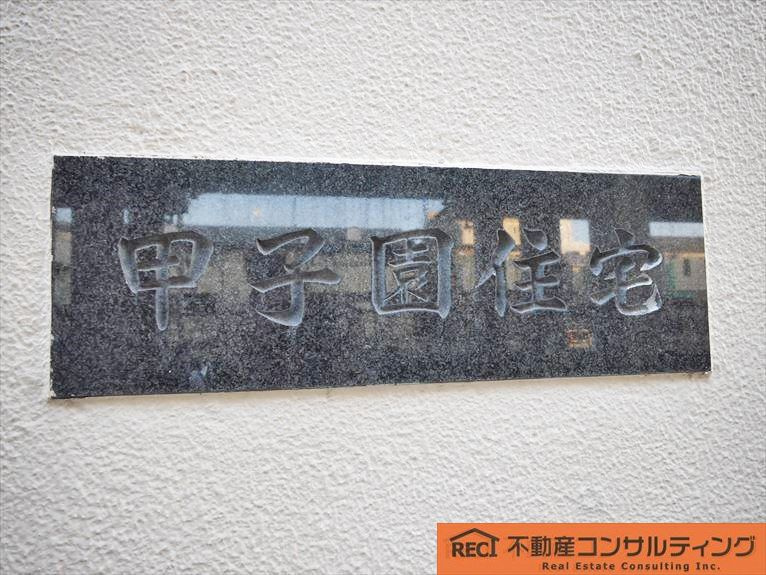 甲子園住宅
RECI 不動産コンサルティング
Real Estate Consulting Inc.